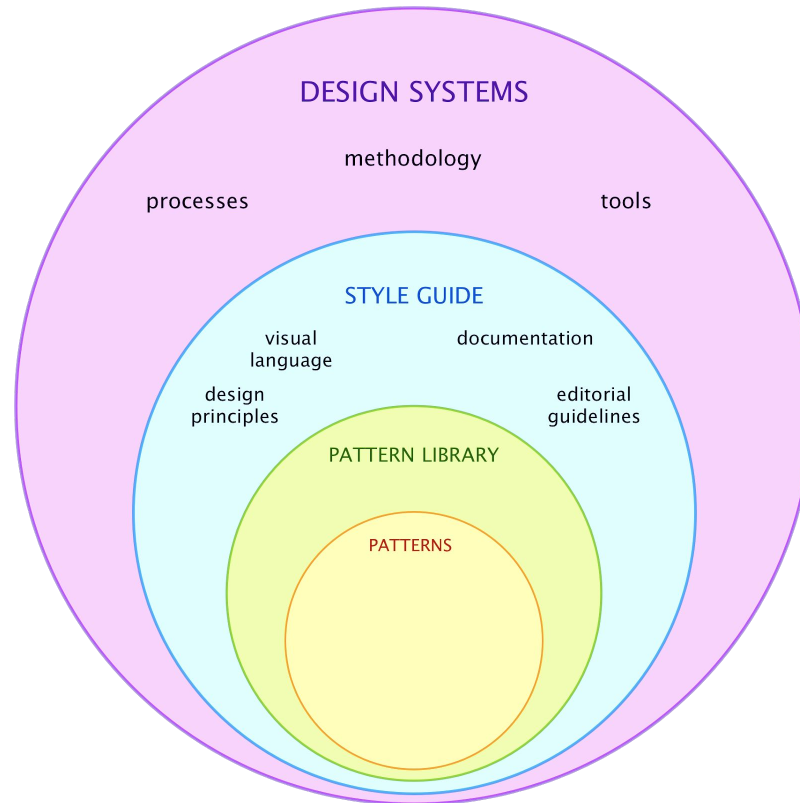 DESIGN SYSTEMS
methodology
processes
tools
STYLE GUIDE
visual
language
documentation
design
principles
editorial
guidelines
PATTERN LIBRARY
PATTERNS